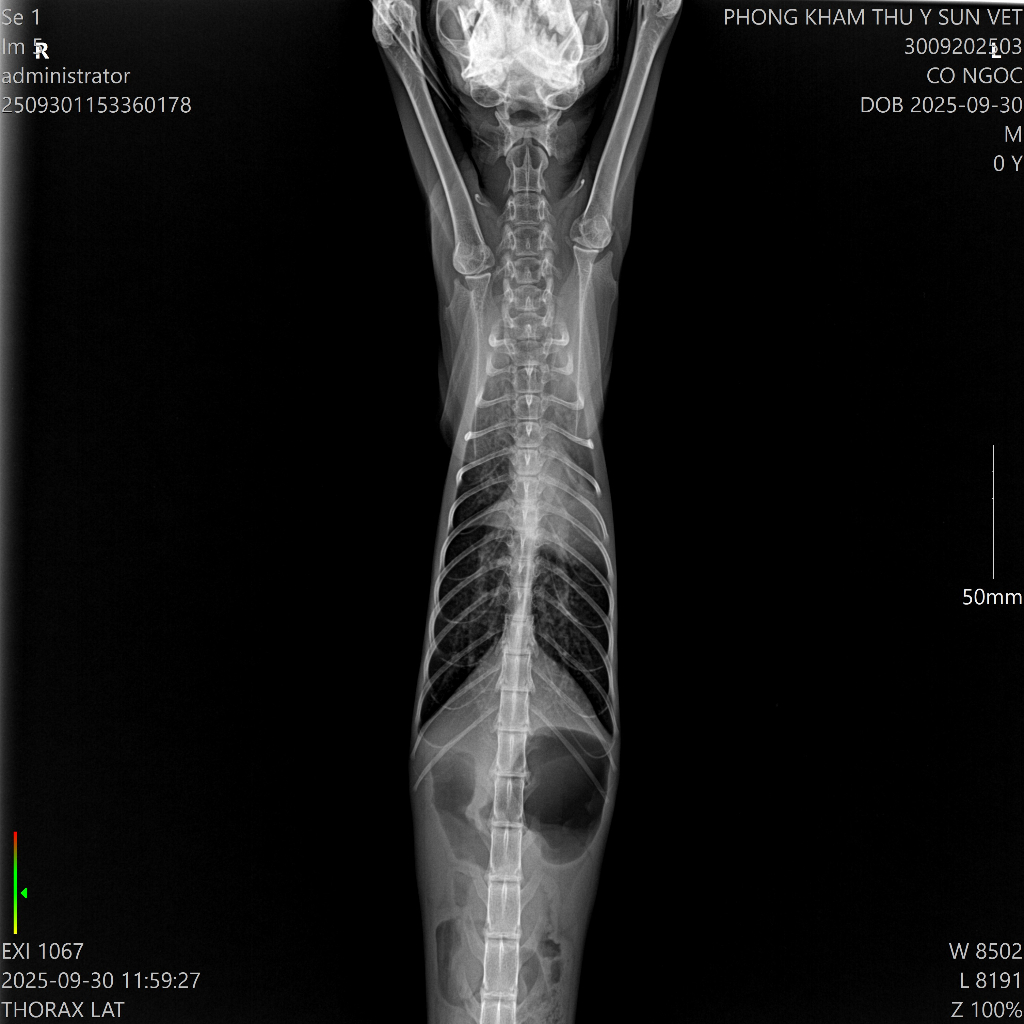 Se 1
Im 5
R
administrator
2509301153360178
PHONG KHAM THU Y SUN VET
3009202503
L
CO NGOC
DOB 2025-09-30
M
0 Y
50mm
EXI 1067
2025-09-30 11:59:27
THORAX LAT
W 8502
L 8191
Z 100%